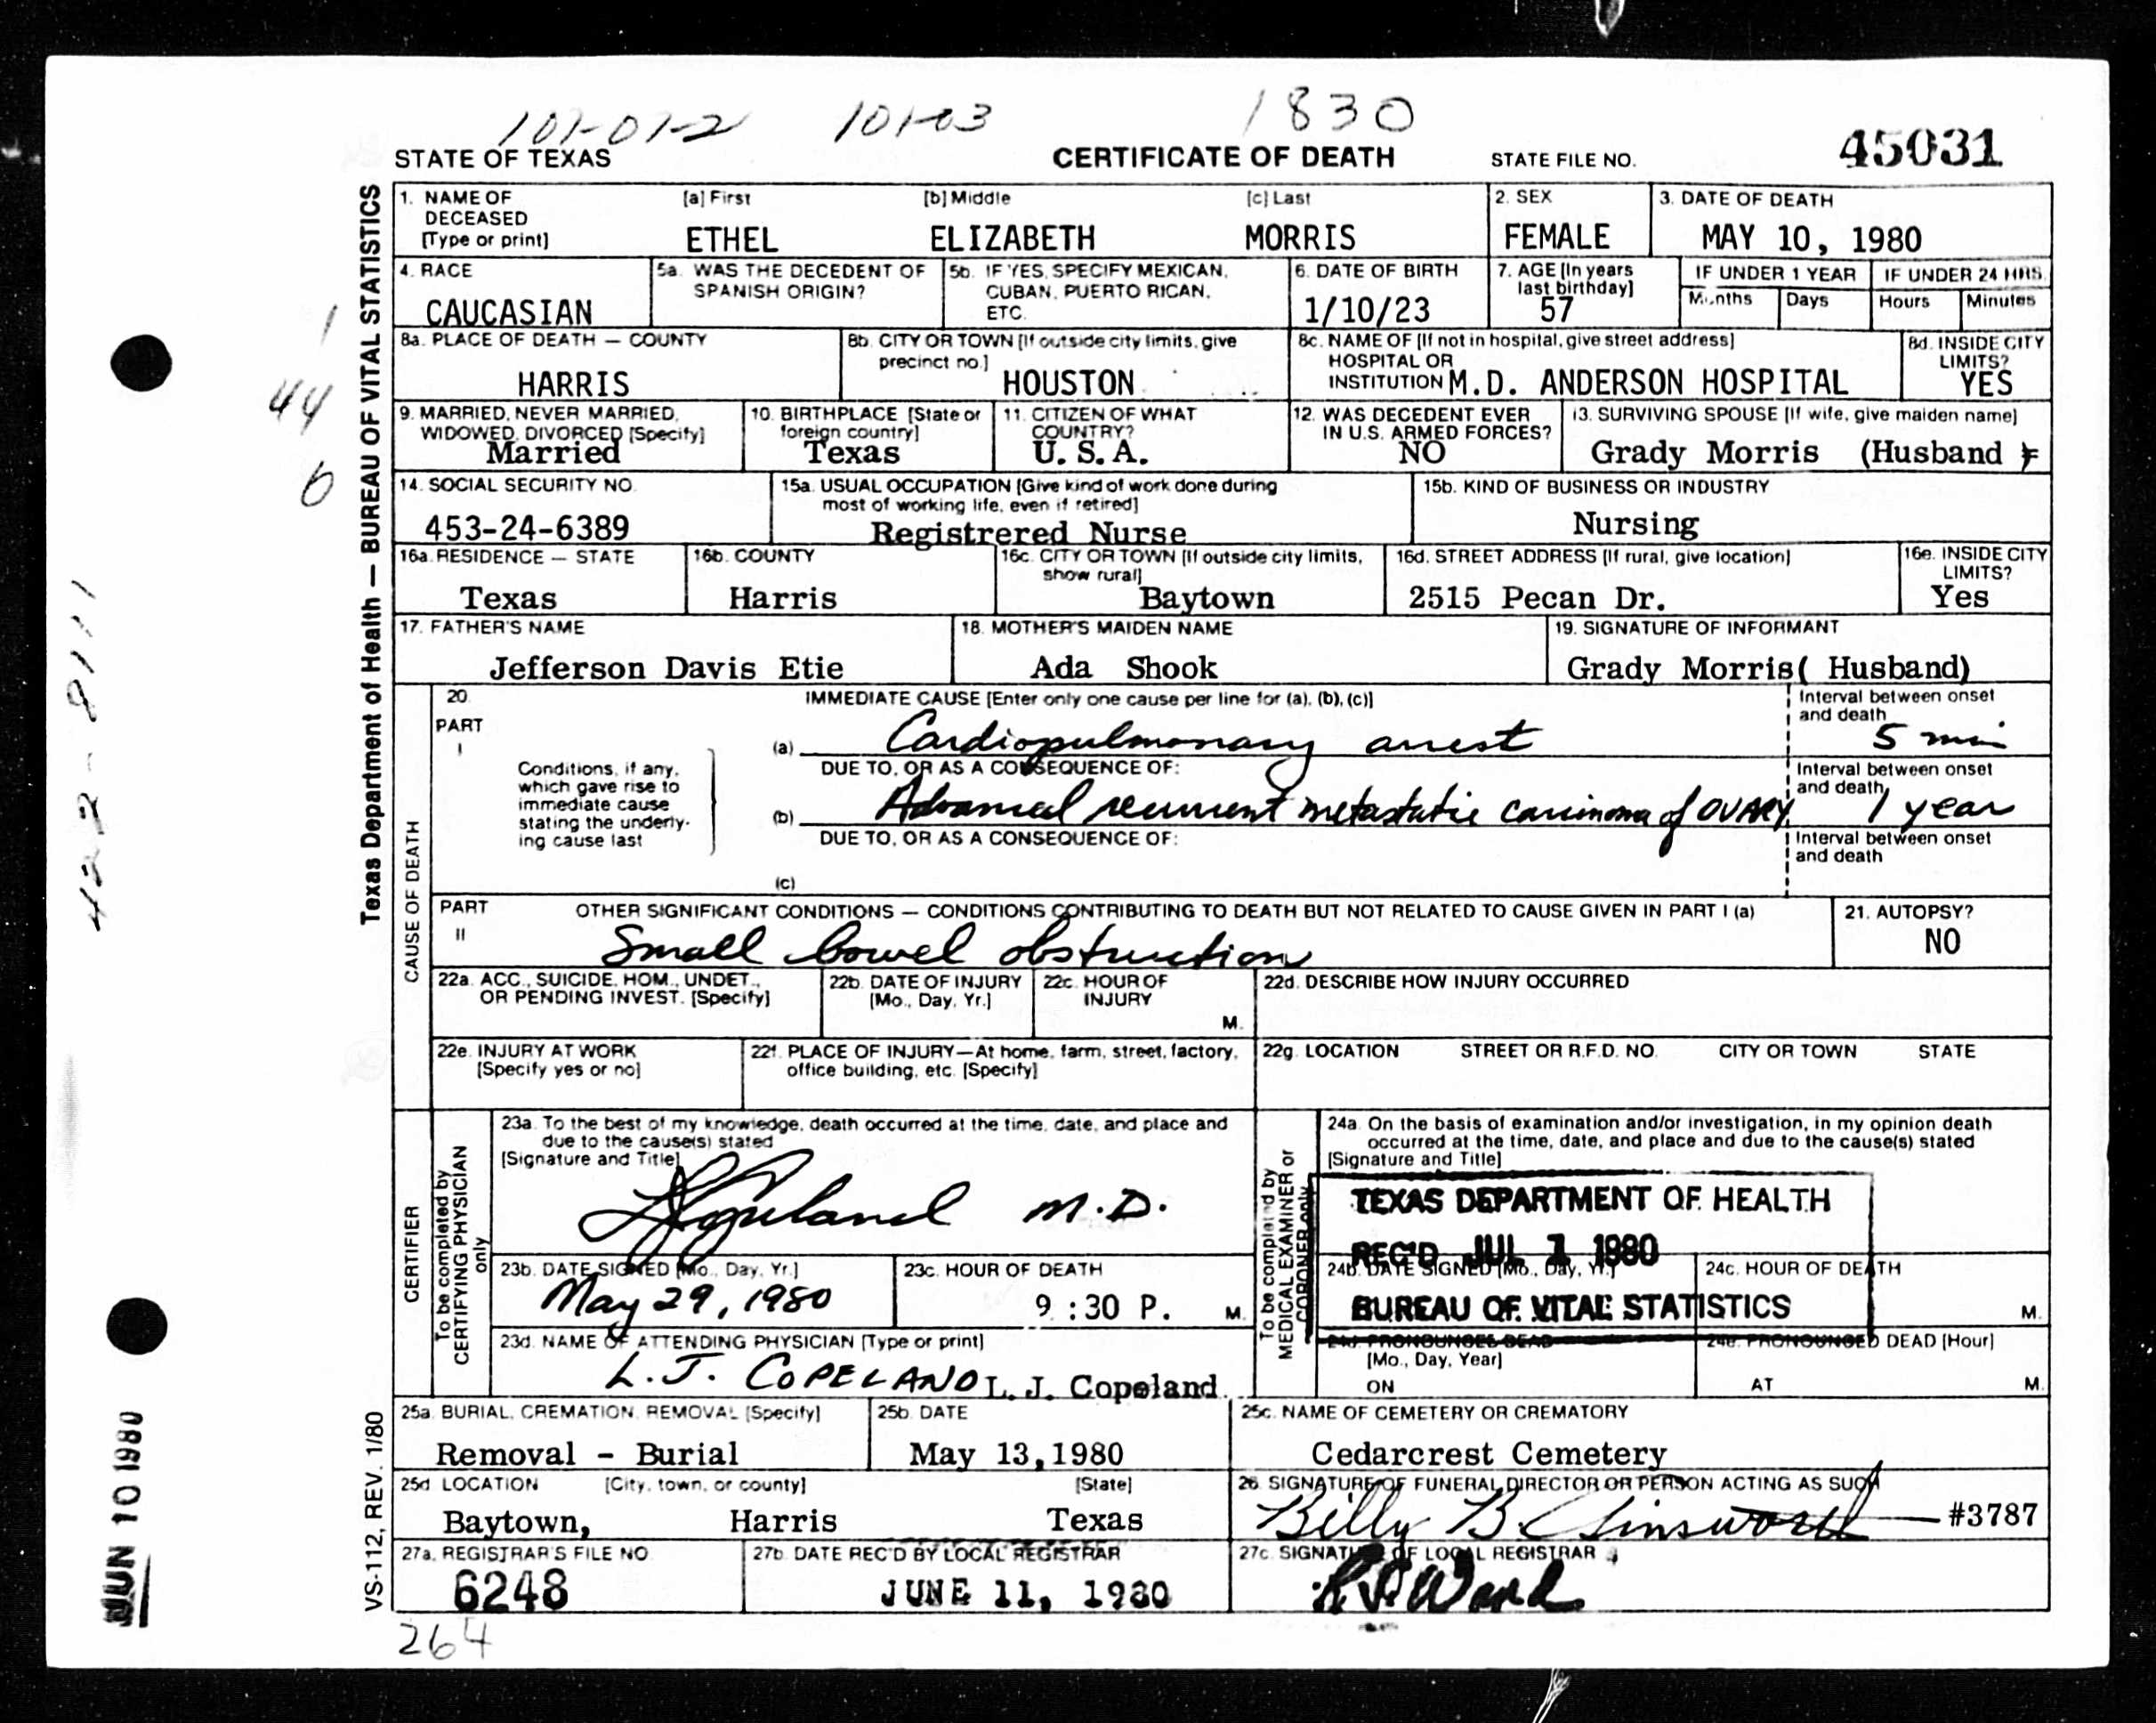 101-01-2 101-03 1830
STATE OF TEXAS CERTIFICATE OF DEATH STATE FILE NO. 45031
Texas Department of Health — BUREAU OF VITAL STATISTICS
1
44
6
1. NAME OF DECEASED [Type or print] [a] First [b] Middle [c] Last 2. SEX 3. DATE OF DEATH
ETHEL ELIZABETH MORRIS FEMALE MAY 10, 1980
4. RACE 5a. WAS THE DECEDENT OF SPANISH ORIGIN? 5b. IF YES, SPECIFY MEXICAN, CUBAN, PUERTO RICAN, ETC. 6. DATE OF BIRTH 7. AGE [In years last birthday] IF UNDER 1 YEAR IF UNDER 24 HRS.
Months Days Hours Minutes
CAUCASIAN 1/10/23 57
8a. PLACE OF DEATH — COUNTY 8b. CITY OR TOWN [If outside city limits, give precinct no.] 8c. NAME OF [If not in hospital, give street address] HOSPITAL OR INSTITUTION 8d. INSIDE CITY LIMITS?
HARRIS HOUSTON M.D. ANDERSON HOSPITAL YES
9. MARRIED, NEVER MARRIED, WIDOWED, DIVORCED [Specify] 10. BIRTHPLACE [State or foreign country] 11. CITIZEN OF WHAT COUNTRY? 12. WAS DECEDENT EVER IN U.S. ARMED FORCES? 13. SURVIVING SPOUSE [If wife, give maiden name]
Married Texas U.S.A. NO Grady Morris (Husband )
14. SOCIAL SECURITY NO. 15a. USUAL OCCUPATION [Give kind of work done during most of working life, even if retired] 15b. KIND OF BUSINESS OR INDUSTRY
453-24-6389 Registrered Nurse Nursing
16a. RESIDENCE — STATE 16b. COUNTY 16c. CITY OR TOWN [If outside city limits, show rural] 16d. STREET ADDRESS [If rural, give location] 16e. INSIDE CITY LIMITS?
Texas Harris Baytown 2515 Pecan Dr. Yes
17. FATHER'S NAME 18. MOTHER'S MAIDEN NAME 19. SIGNATURE OF INFORMANT
Jefferson Davis Etie Ada Shook Grady Morris( Husband)
CAUSE OF DEATH
20. PART I IMMEDIATE CAUSE [Enter only one cause per line for (a), (b), (c)] Interval between onset and death
Conditions, if any, which gave rise to immediate cause stating the underlying cause last
(a) Cardiopulmonary arrest 5 min
DUE TO, OR AS A CONSEQUENCE OF: Interval between onset and death
(b) Advanced recurrent metastatic carcinoma of OVARY 1 year
DUE TO, OR AS A CONSEQUENCE OF: Interval between onset and death
(c)
PART II OTHER SIGNIFICANT CONDITIONS — CONDITIONS CONTRIBUTING TO DEATH BUT NOT RELATED TO CAUSE GIVEN IN PART I (a) 21. AUTOPSY?
Small bowel obstruction NO
22a. ACC., SUICIDE, HOM., UNDET., OR PENDING INVEST. [Specify] 22b. DATE OF INJURY [Mo., Day, Yr.] 22c. HOUR OF INJURY M. 22d. DESCRIBE HOW INJURY OCCURRED
22e. INJURY AT WORK [Specify yes or no] 22f. PLACE OF INJURY—At home, farm, street, factory, office building, etc. [Specify] 22g. LOCATION STREET OR R.F.D. NO. CITY OR TOWN STATE
CERTIFIER
To be completed by CERTIFYING PHYSICIAN only
23a. To the best of my knowledge, death occurred at the time, date, and place and due to the cause(s) stated
[Signature and Title]
LJCopeland M.D.
23b. DATE SIGNED [Mo., Day, Yr.] 23c. HOUR OF DEATH
May 29, 1980 9:30 P. M.
23d. NAME OF ATTENDING PHYSICIAN [Type or print]
L.J. COPELAND L. J. Copeland
To be completed by MEDICAL EXAMINER or CORONER only
24a. On the basis of examination and/or investigation, in my opinion death occurred at the time, date, and place and due to the cause(s) stated
[Signature and Title]
TEXAS DEPARTMENT OF HEALTH
REC'D JUL 1 1980
BUREAU OF VITAL STATISTICS
24b. DATE SIGNED [Mo., Day, Yr.] 24c. HOUR OF DEATH M.
24d. PRONOUNCED DEAD [Mo., Day, Year] ON 24e. PRONOUNCED DEAD [Hour] AT M.
25a. BURIAL, CREMATION, REMOVAL [Specify] 25b. DATE 25c. NAME OF CEMETERY OR CREMATORY
Removal - Burial May 13,1980 Cedarcrest Cemetery
25d. LOCATION [City, town, or county] [State] 26. SIGNATURE OF FUNERAL DIRECTOR OR PERSON ACTING AS SUCH
Baytown, Harris Texas Billy B. #3787
27a. REGISTRAR'S FILE NO. 27b. DATE REC'D BY LOCAL REGISTRAR 27c. SIGNATURE OF LOCAL REGISTRAR
6248 JUNE 11, 1980 Ward
VS-112, REV. 1/80
JUN 10 1980
264